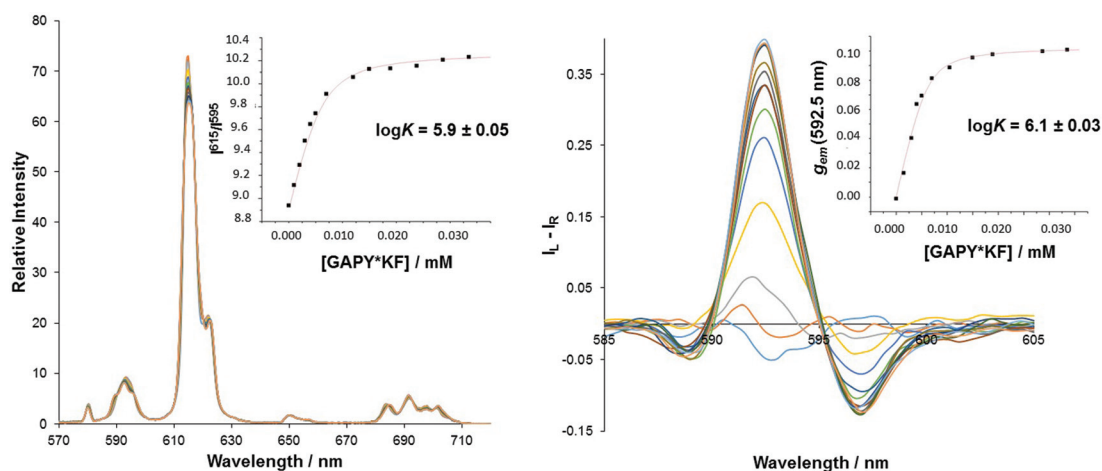 80
70
60
50
40
30
20
10
0
Relative Intensity
570 590 610 630 650 670 690 710
Wavelength / nm
10.4
10.2
10.0
9.8
9.6
9.4
9.2
9.0
8.8
I615/I595
logK = 5.9 ± 0.05
0.000 0.010 0.020 0.030
[GAPY*KF] / mM
0.35
0.25
0.15
0.05
-0.05
-0.15
IL - IR
585 590 595 600 605
Wavelength / nm
0.10
0.08
0.06
0.04
0.02
0.00
gem (592.5 nm)
logK = 6.1 ± 0.03
0.000 0.010 0.020 0.030
[GAPY*KF] / mM